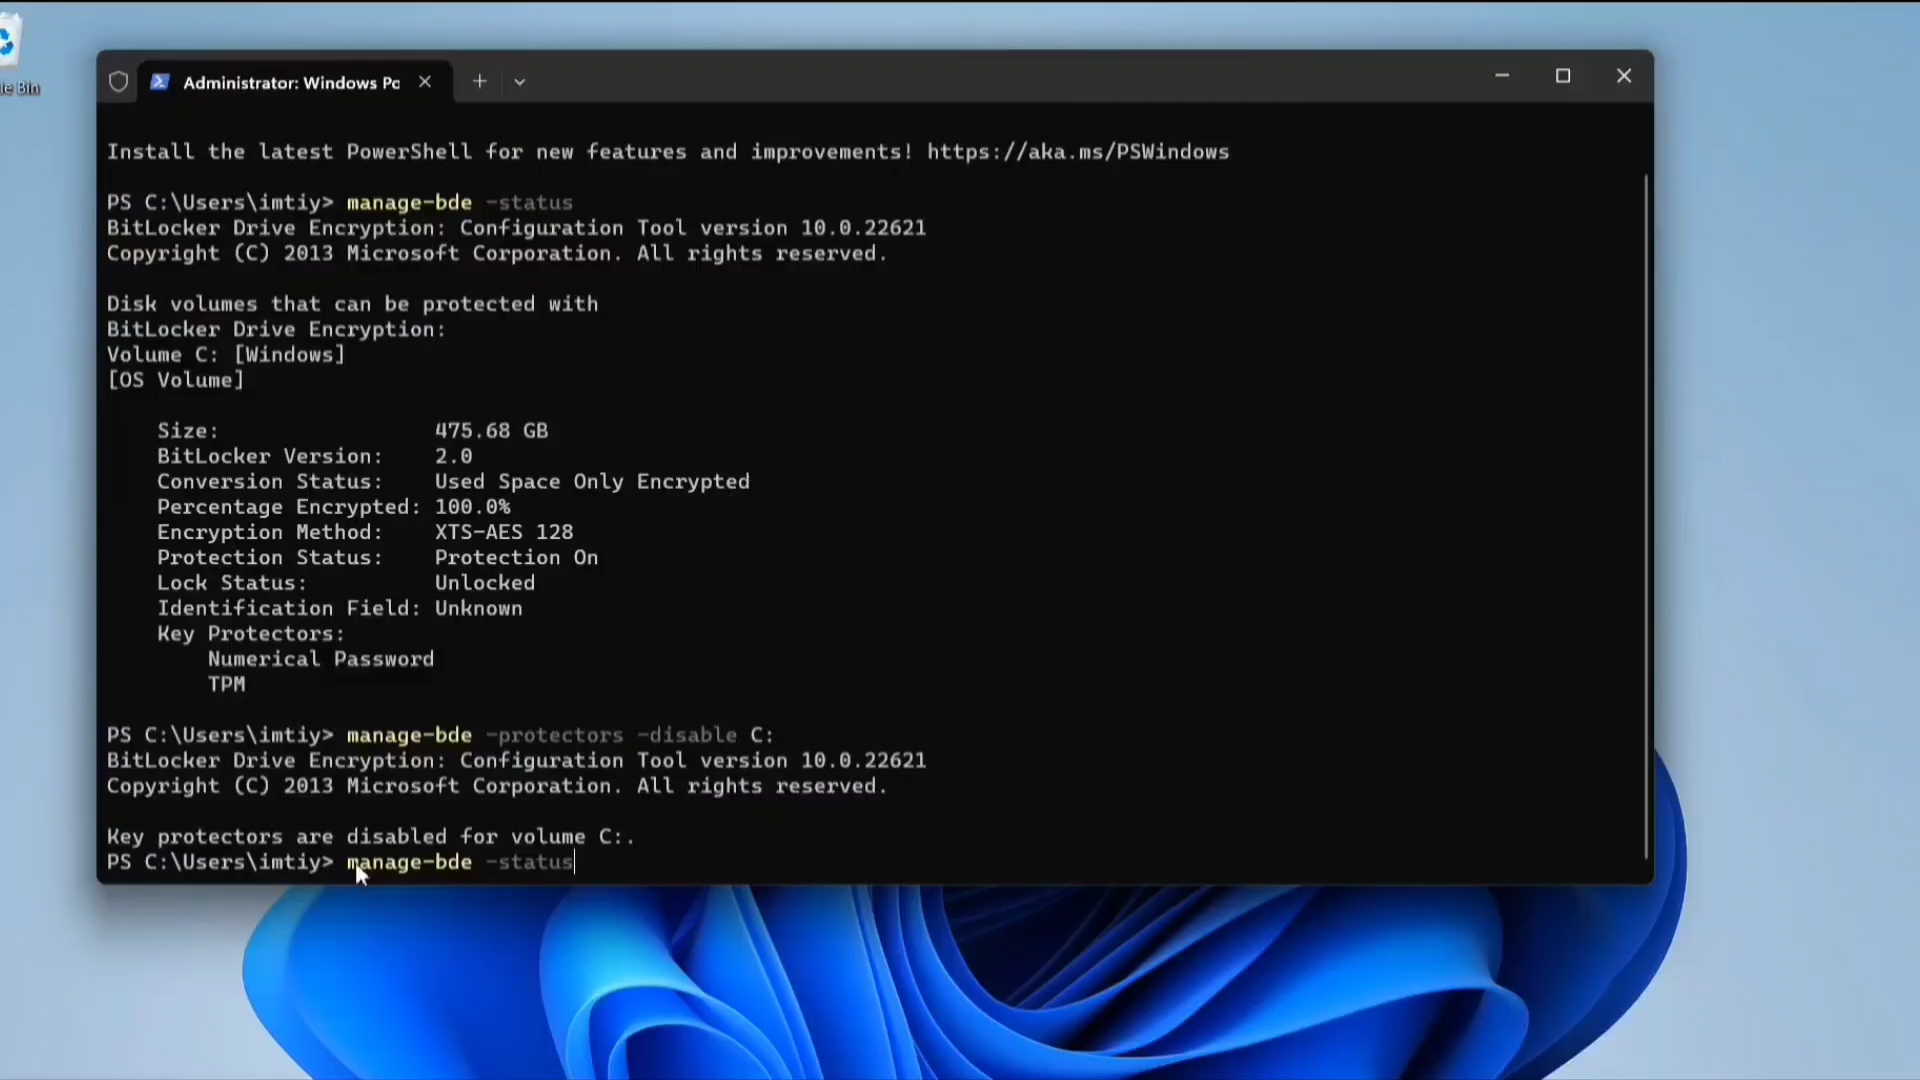 le Bin
Administrator: Windows Pc
Install the latest PowerShell for new features and improvements! https://aka.ms/PSWindows
PS C:\Users\imtiy> manage-bde -status
BitLocker Drive Encryption: Configuration Tool version 10.0.22621
Copyright (C) 2013 Microsoft Corporation. All rights reserved.
Disk volumes that can be protected with
BitLocker Drive Encryption:
Volume C: [Windows]
[OS Volume]
Size: 475.68 GB
BitLocker Version: 2.0
Conversion Status: Used Space Only Encrypted
Percentage Encrypted: 100.0%
Encryption Method: XTS-AES 128
Protection Status: Protection On
Lock Status: Unlocked
Identification Field: Unknown
Key Protectors:
Numerical Password
TPM
PS C:\Users\imtiy> manage-bde -protectors -disable C:
BitLocker Drive Encryption: Configuration Tool version 10.0.22621
Copyright (C) 2013 Microsoft Corporation. All rights reserved.
Key protectors are disabled for volume C:.
PS C:\Users\imtiy> manage-bde -status